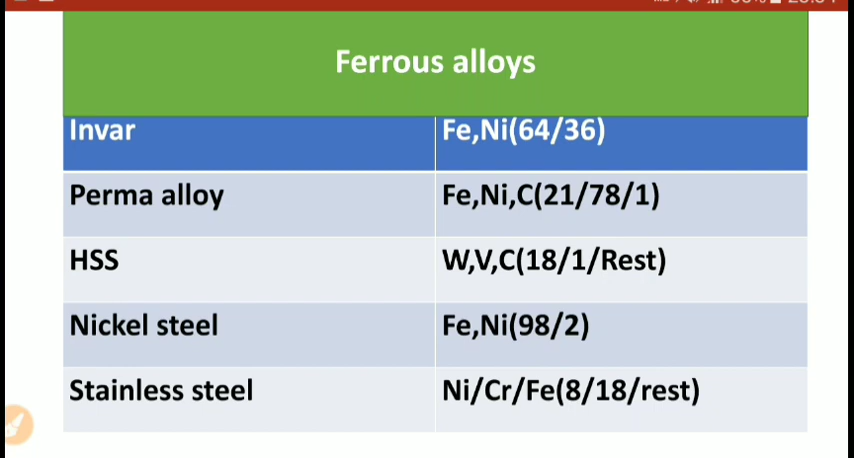 Ferrous alloys
Invar Fe,Ni(64/36)
Perma alloy Fe,Ni,C(21/78/1)
HSS W,V,C(18/1/Rest)
Nickel steel Fe,Ni(98/2)
Stainless steel Ni/Cr/Fe(8/18/rest)